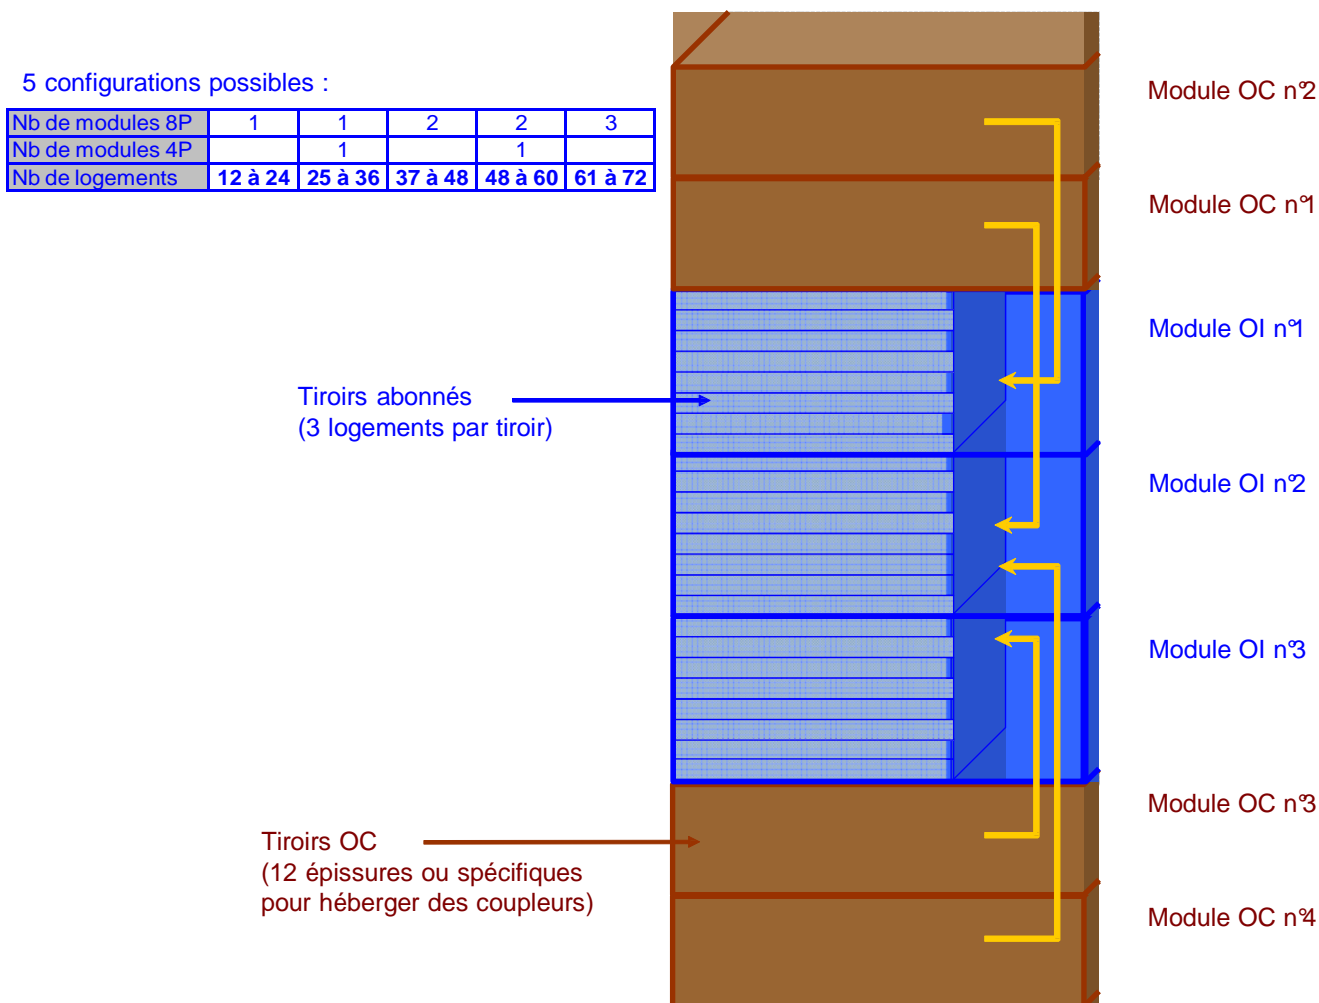 5 configurations possibles :
Nb de modules 8P 1 1 2 2 3
Nb de modules 4P 1 1
Nb de logements 12 à 24 25 à 36 37 à 48 48 à 60 61 à 72
Module OC n°2
Module OC n°1
Module OI n°1
Tiroirs abonnés
(3 logements par tiroir)
Module OI n°2
Module OI n°3
Module OC n°3
Tiroirs OC
(12 épissures ou spécifiques
pour héberger des coupleurs)
Module OC n°4